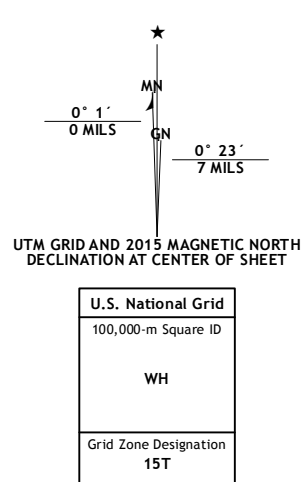 ★
MN
0° 1´
0 MILS
GN
0° 23´
7 MILS
UTM GRID AND 2015 MAGNETIC NORTH
DECLINATION AT CENTER OF SHEET
U.S. National Grid
100,000-m Square ID
WH
Grid Zone Designation
15T